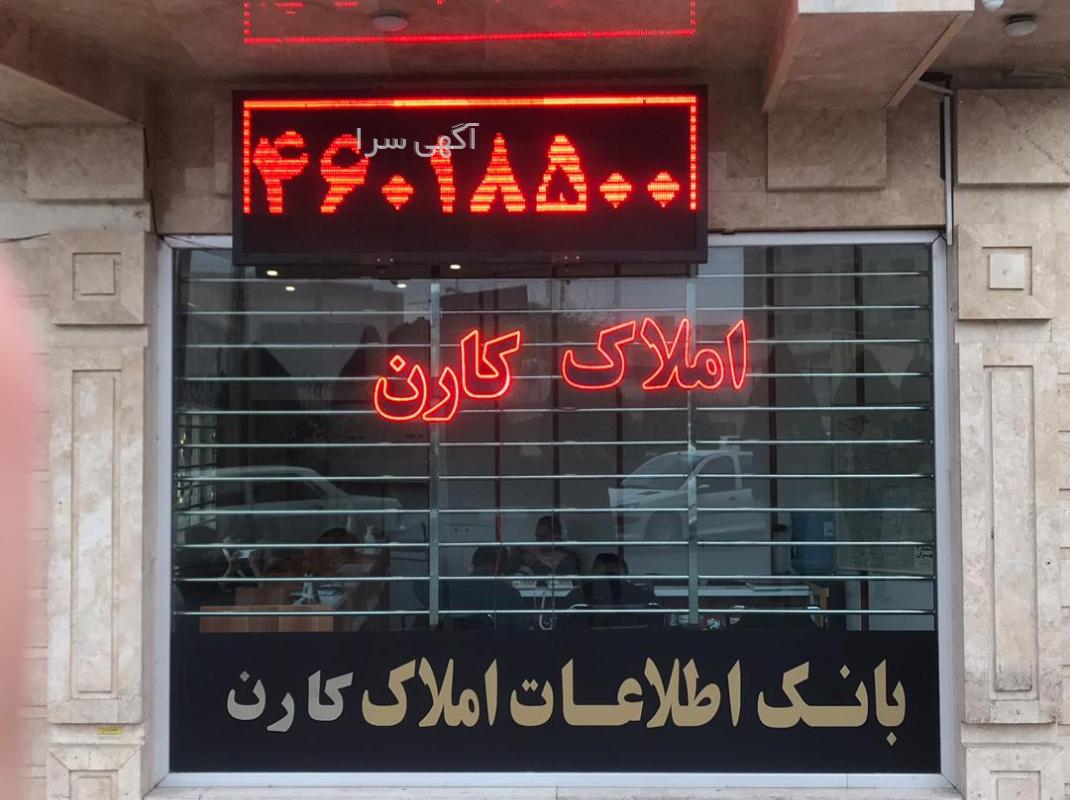 ۴۶۰۱۸۵۰۰
آگهی سرا
املاک کارن
بانک اطلاعات املاک کارن